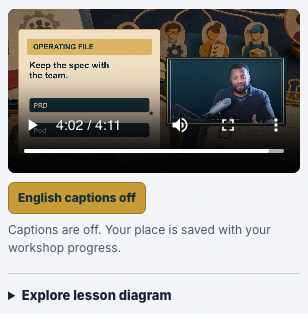 OPERATING FILE
Keep the spec with
the team.
PRD
Pod
4:02 / 4:11
English captions off
Captions are off. Your place is saved with your
workshop progress.
Explore lesson diagram